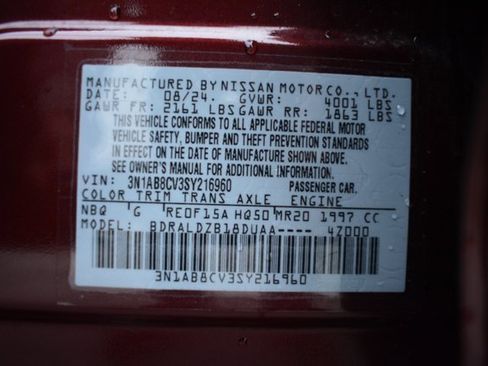 MANUFACTURED BY NISSAN MOTOR CO., LTD.
DATE: 08/24. GVWR: 4001 LBS
GAWR FR: 2161 LBS GAWR RR: 1863 LBS
THIS VEHICLE CONFORMS TO ALL APPLICABLE FEDERAL MOTOR
VEHICLE SAFETY, BUMPER AND THEFT PREVENTION STANDARDS
IN EFFECT ON THE DATE OF MANUFACTURE SHOWN ABOVE.
SEE OWNER'S MANUAL FOR ADDITIONAL INFORMATION.
VIN: 3N1AB8CV3SY216960 PASSENGER CAR.
COLOR TRIM TRANS AXLE ENGINE
NBQ G RE0F15A HQ50 MR20 1997 CC
MODEL: BDRALDZB18DUAA---- 4Z000
3N1AB8CV3SY216960